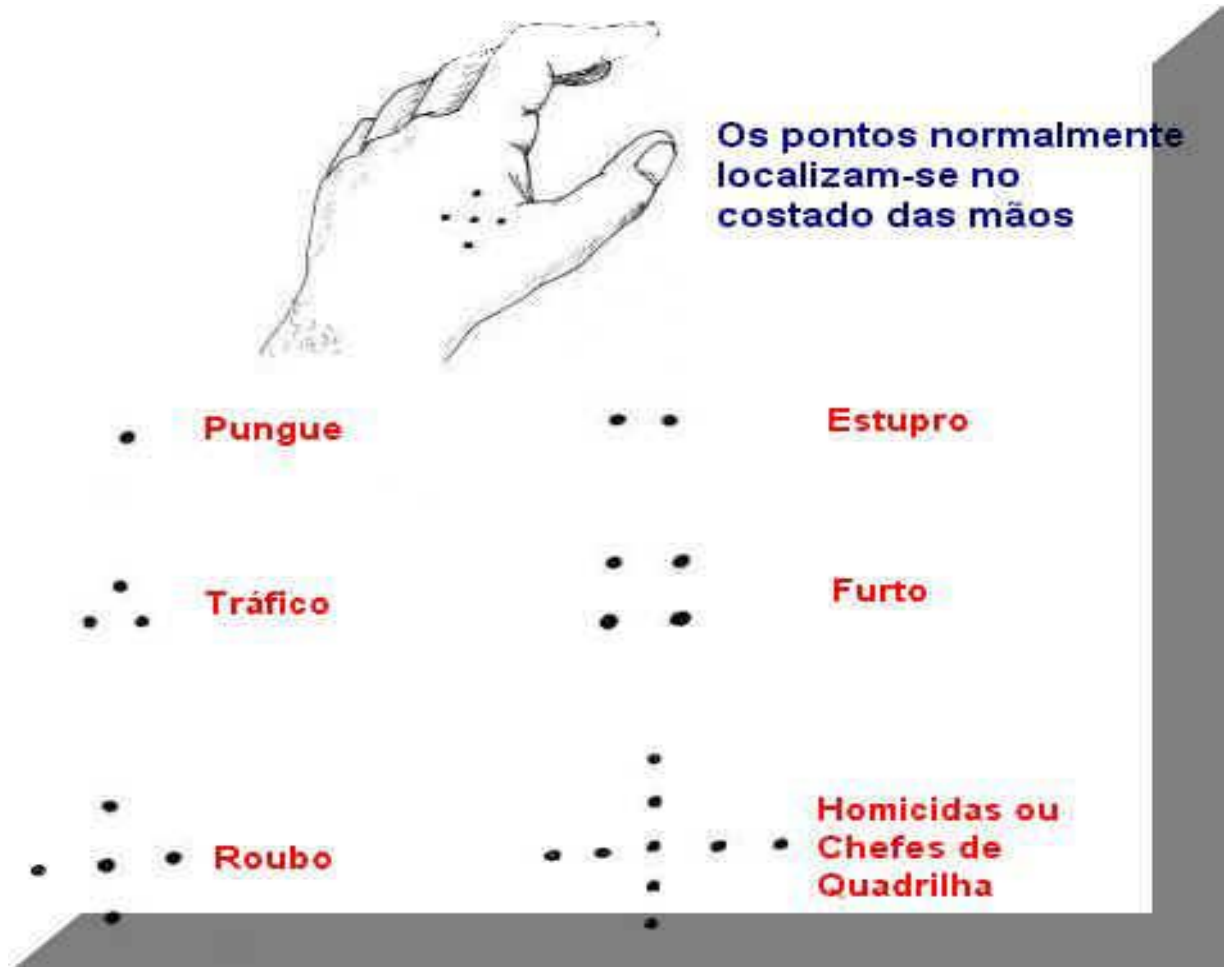 Os pontos normalmente
localizam-se no
costado das mãos
Pungue
Estupro
Tráfico
Furto
Roubo
Homicidas ou
Chefes de
Quadrilha